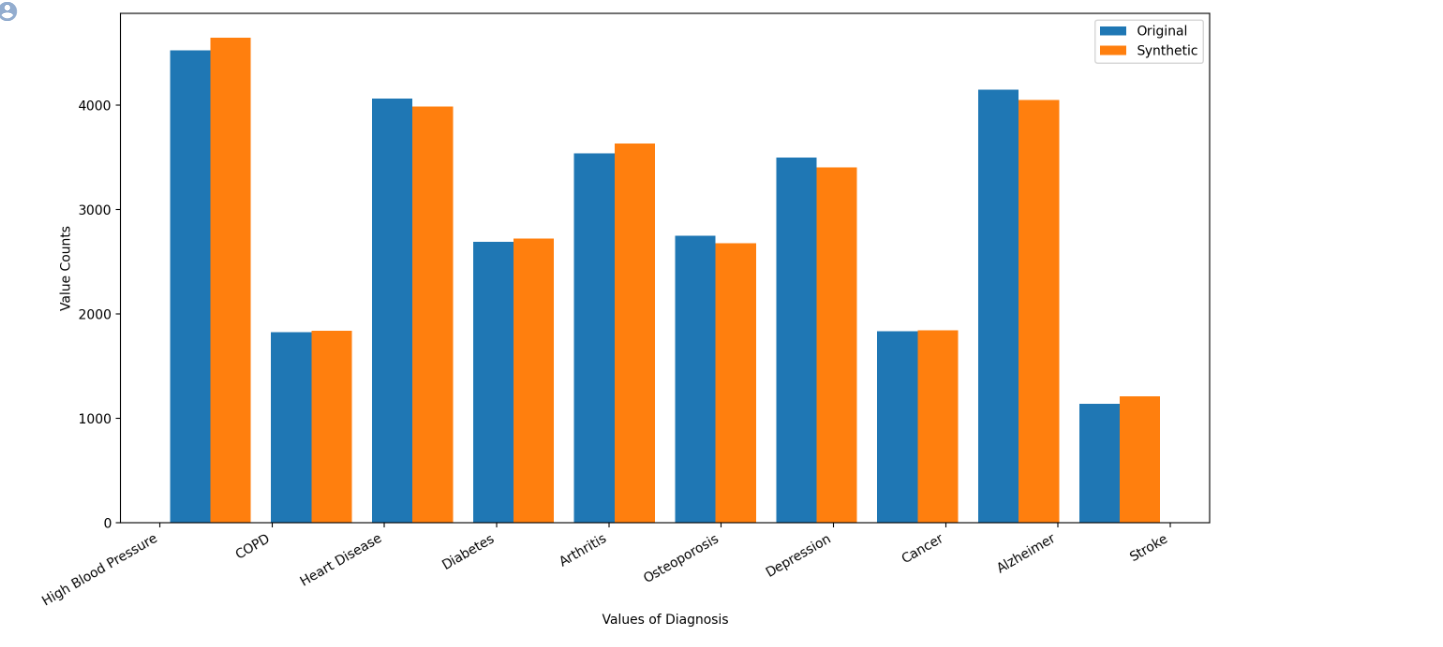 Original
Synthetic
4000
3000
2000
1000
0
Value Counts
High Blood Pressure
COPD
Heart Disease
Diabetes
Arthritis
Osteoporosis
Depression
Cancer
Alzheimer
Stroke
Values of Diagnosis